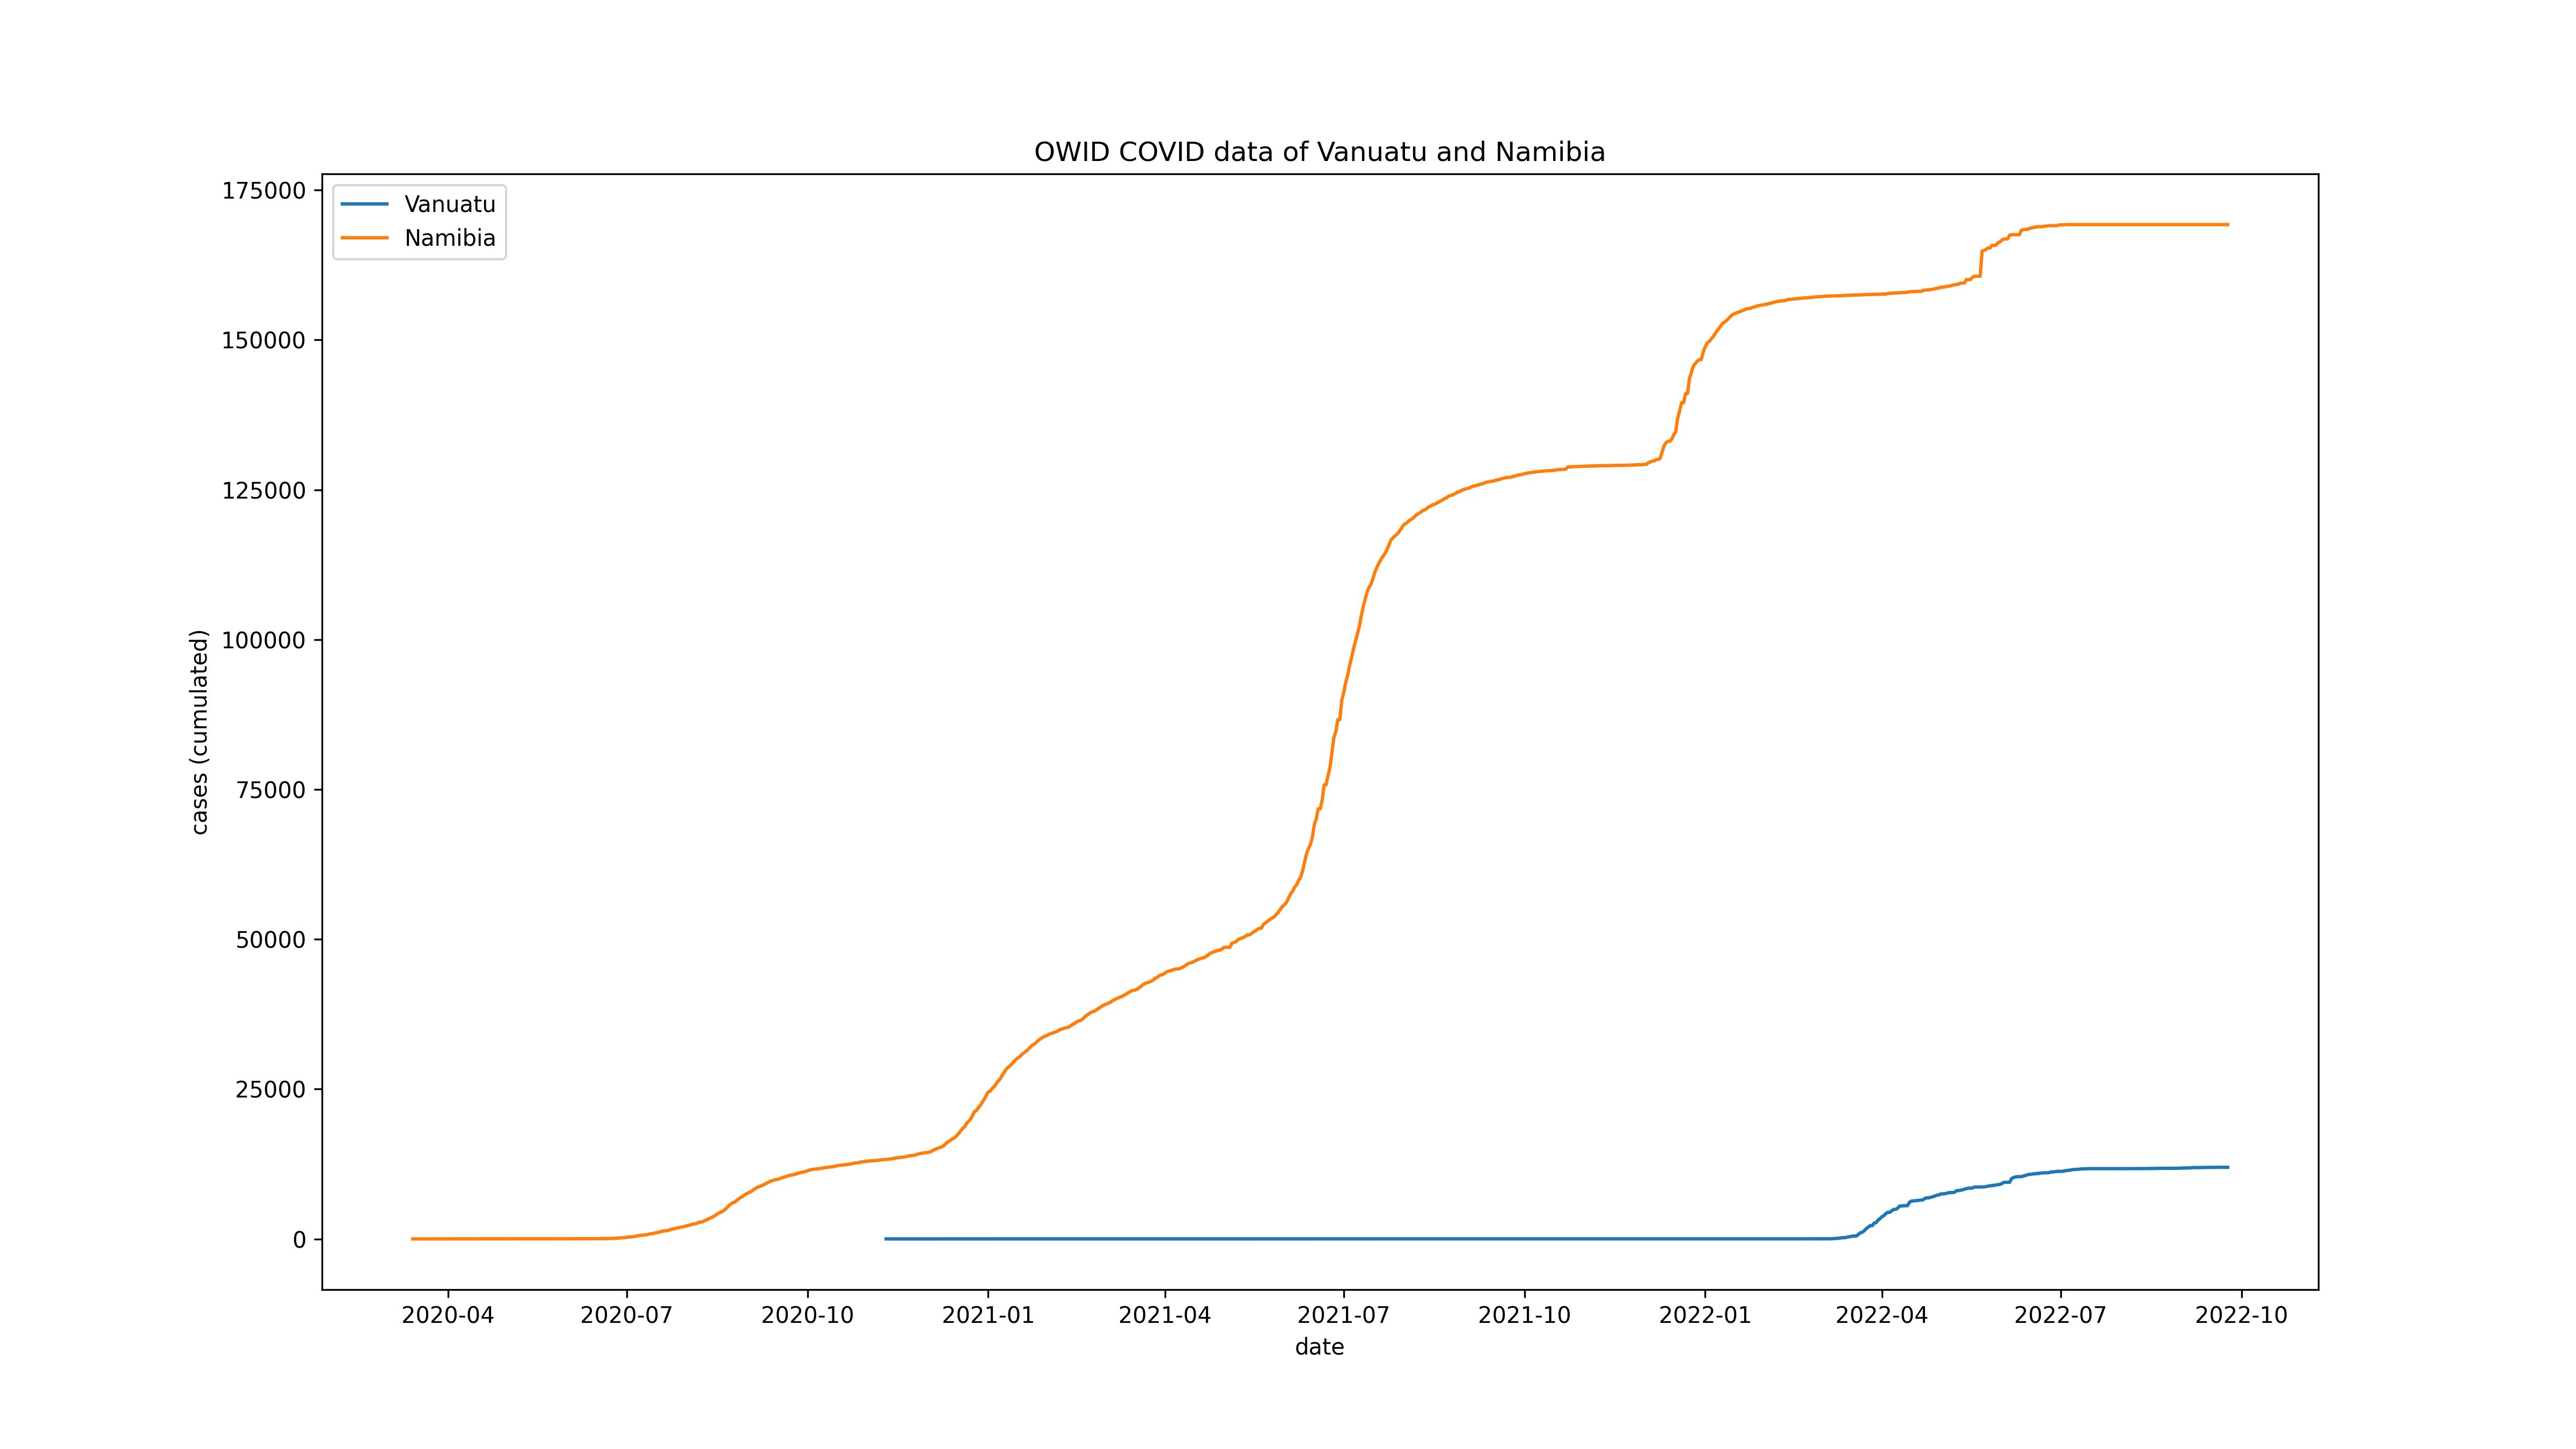 OWID COVID data of Vanuatu and Namibia
Vanuatu
Namibia
cases (cumulated)
175000
150000
125000
100000
75000
50000
25000
0
2020-04 2020-07 2020-10 2021-01 2021-04 2021-07 2021-10 2022-01 2022-04 2022-07 2022-10
date